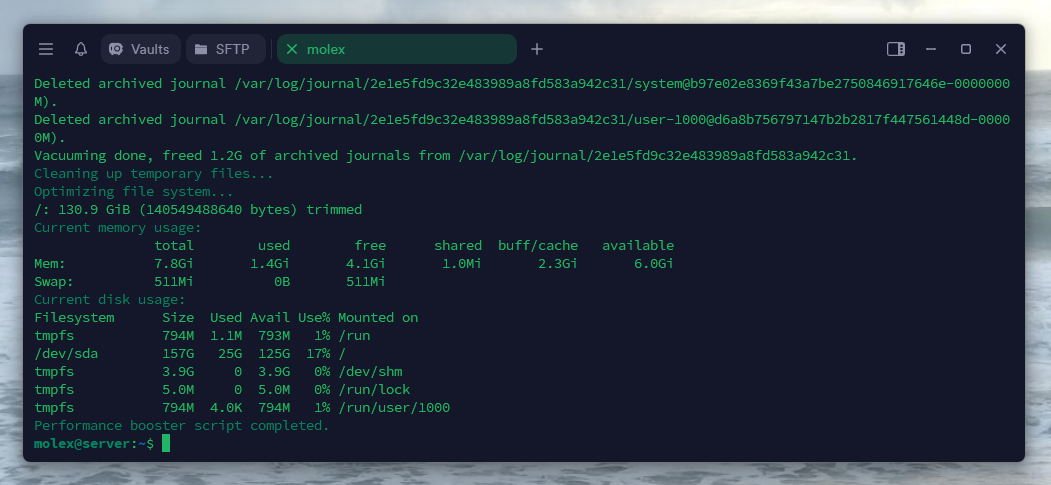 Vaults SFTP molex
Deleted archived journal /var/log/journal/2e1e5fd9c32e483989a8fd583a942c31/system@b97e02e8369f43a7be2750846917646e-0000000
M).
Deleted archived journal /var/log/journal/2e1e5fd9c32e483989a8fd583a942c31/user-1000@d6a8b756797147b2b2817f447561448d-0000
0M).
Vacuuming done, freed 1.2G of archived journals from /var/log/journal/2e1e5fd9c32e483989a8fd583a942c31.
Cleaning up temporary files...
Optimizing file system...
/: 130.9 GiB (140549488640 bytes) trimmed
Current memory usage:
               total        used        free      shared  buff/cache   available
Mem:           7.8Gi       1.4Gi       4.1Gi       1.0Mi       2.3Gi       6.0Gi
Swap:          511Mi          0B       511Mi
Current disk usage:
Filesystem      Size  Used Avail Use% Mounted on
tmpfs           794M  1.1M  793M   1% /run
/dev/sda        157G   25G  125G  17% /
tmpfs           3.9G     0  3.9G   0% /dev/shm
tmpfs           5.0M     0  5.0M   0% /run/lock
tmpfs           794M  4.0K  794M   1% /run/user/1000
Performance booster script completed.
molex@server:~$